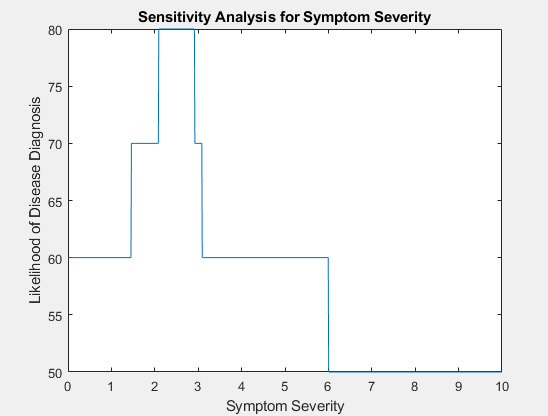 Sensitivity Analysis for Symptom Severity
80
75
70
65
60
55
50
Likelihood of Disease Diagnosis
0 1 2 3 4 5 6 7 8 9 10
Symptom Severity